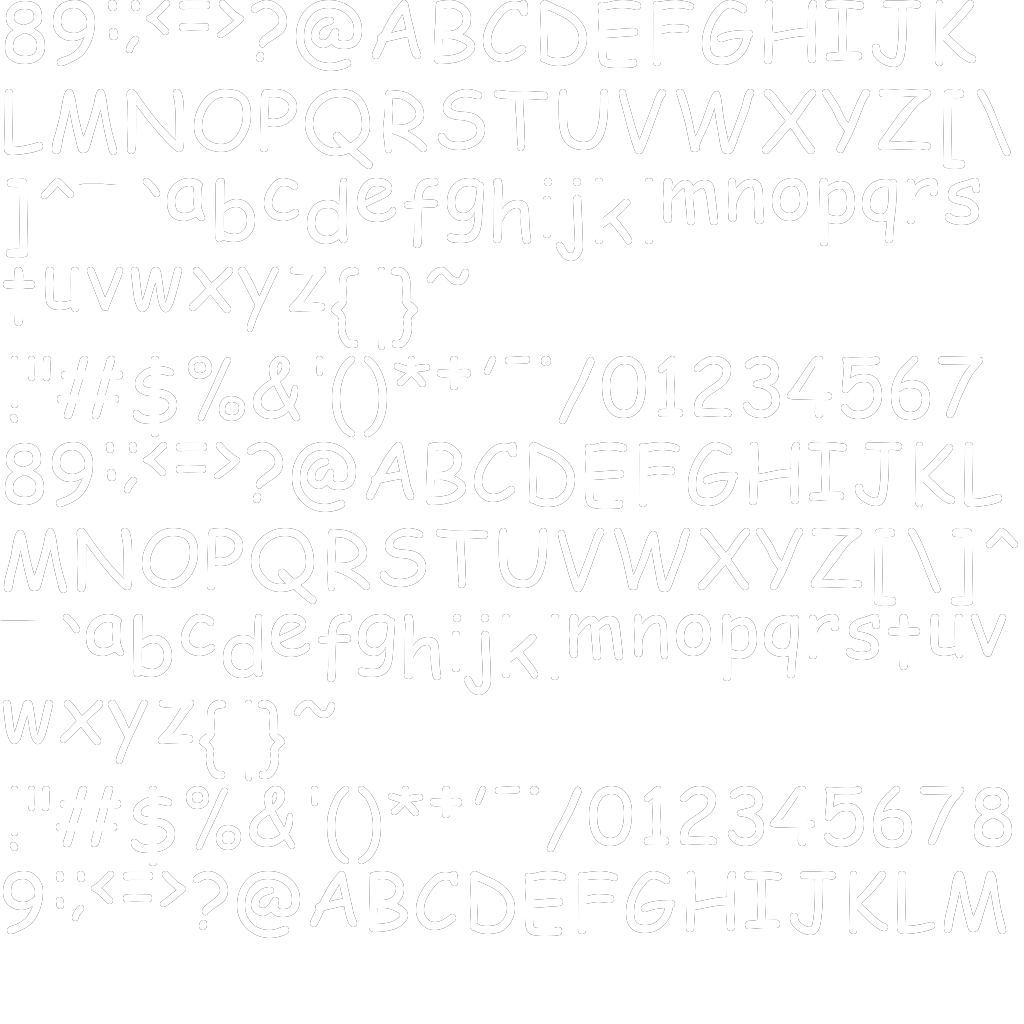 89:;<=>?@ABCDEFGHIJK
LMNOPQRSTUVWXYZ[\
]^_`abcdefghijklmnopqrs
tuvwxyz{|}~
!"#$%&'()*+,-./01234567
89:;<=>?@ABCDEFGHIJKL
MNOPQRSTUVWXYZ[\]^
_`abcdefghijklmnopqrstuv
wxyz{|}~
!"#$%&'()*+,-./012345678
9:;<=>?@ABCDEFGHIJKLM